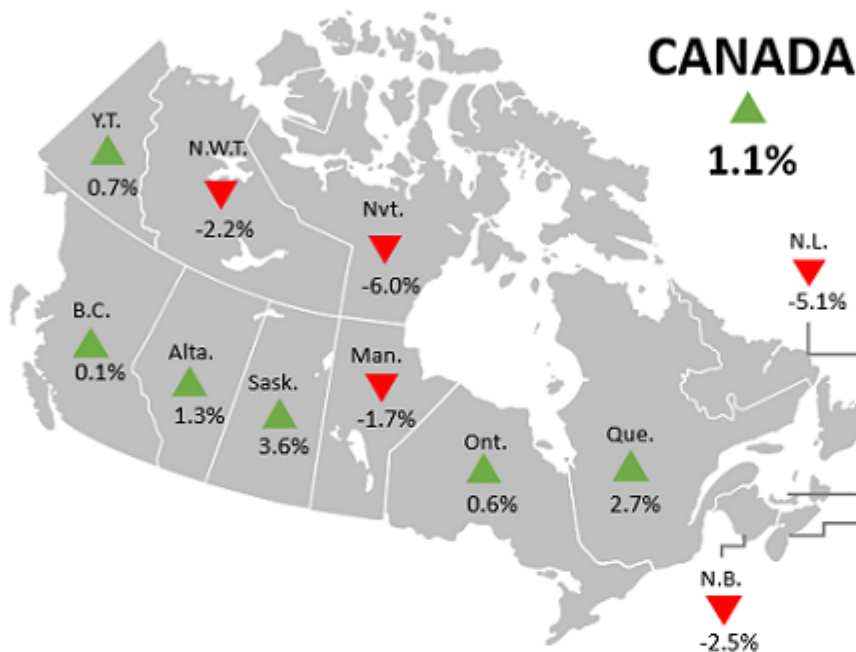 CANADA
1.1%
Y.T.
0.7%
N.W.T.
-2.2%
Nvt.
-6.0%
N.L.
-5.1%
B.C.
0.1%
Alta.
1.3%
Sask.
3.6%
Man.
-1.7%
Ont.
0.6%
Que.
2.7%
N.B.
-2.5%